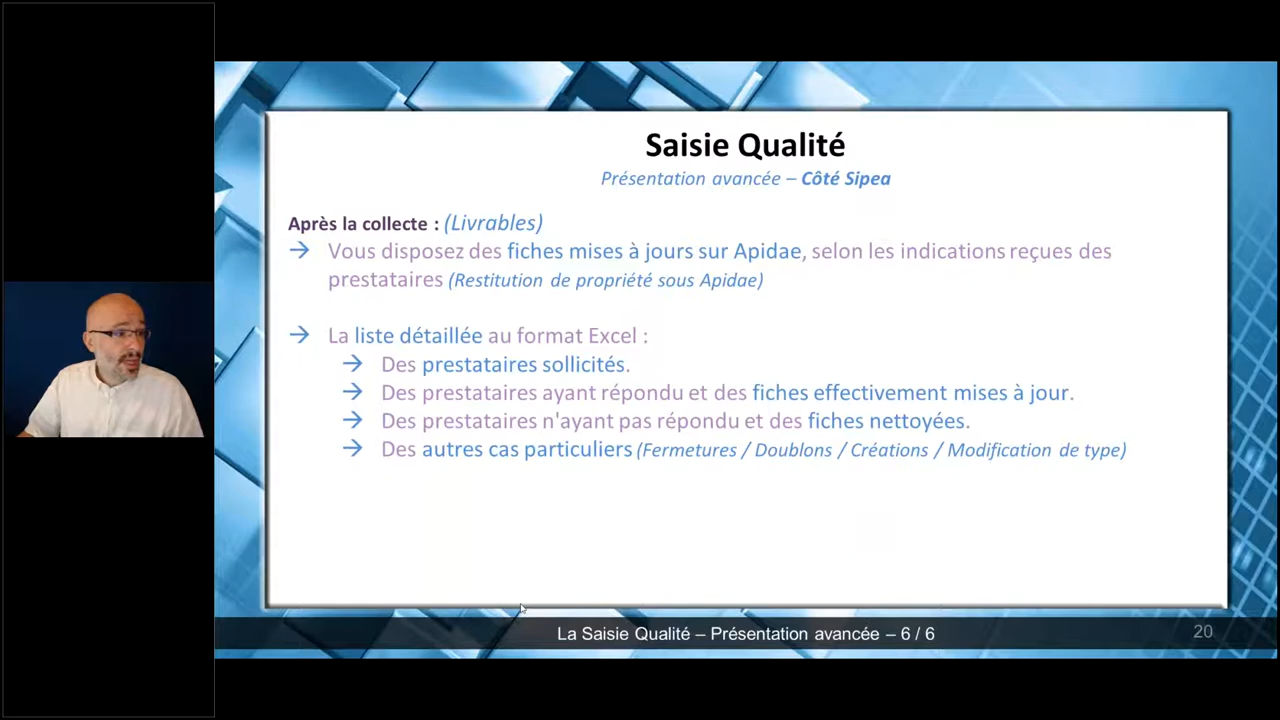 Saisie Qualité
Présentation avancée – Côté Sipea
Après la collecte : (Livrables)
→ Vous disposez des fiches mises à jours sur Apidae, selon les indications reçues des
prestataires (Restitution de propriété sous Apidae)
→ La liste détaillée au format Excel :
→ Des prestataires sollicités.
→ Des prestataires ayant répondu et des fiches effectivement mises à jour.
→ Des prestataires n'ayant pas répondu et des fiches nettoyées.
→ Des autres cas particuliers (Fermetures / Doublons / Créations / Modification de type)
La Saisie Qualité – Présentation avancée – 6 / 6
20